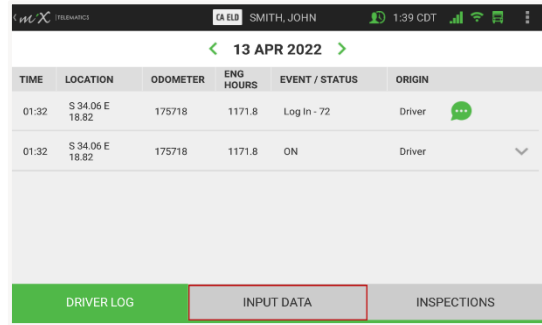 miX TELEMATICS CA ELD SMITH, JOHN 1:39 CDT
13 APR 2022
TIME LOCATION ODOMETER ENG HOURS EVENT / STATUS ORIGIN
01:32 S 34.06 E 18.82 175718 1171.8 Log In - 72 Driver
01:32 S 34.06 E 18.82 175718 1171.8 ON Driver
DRIVER LOG INPUT DATA INSPECTIONS